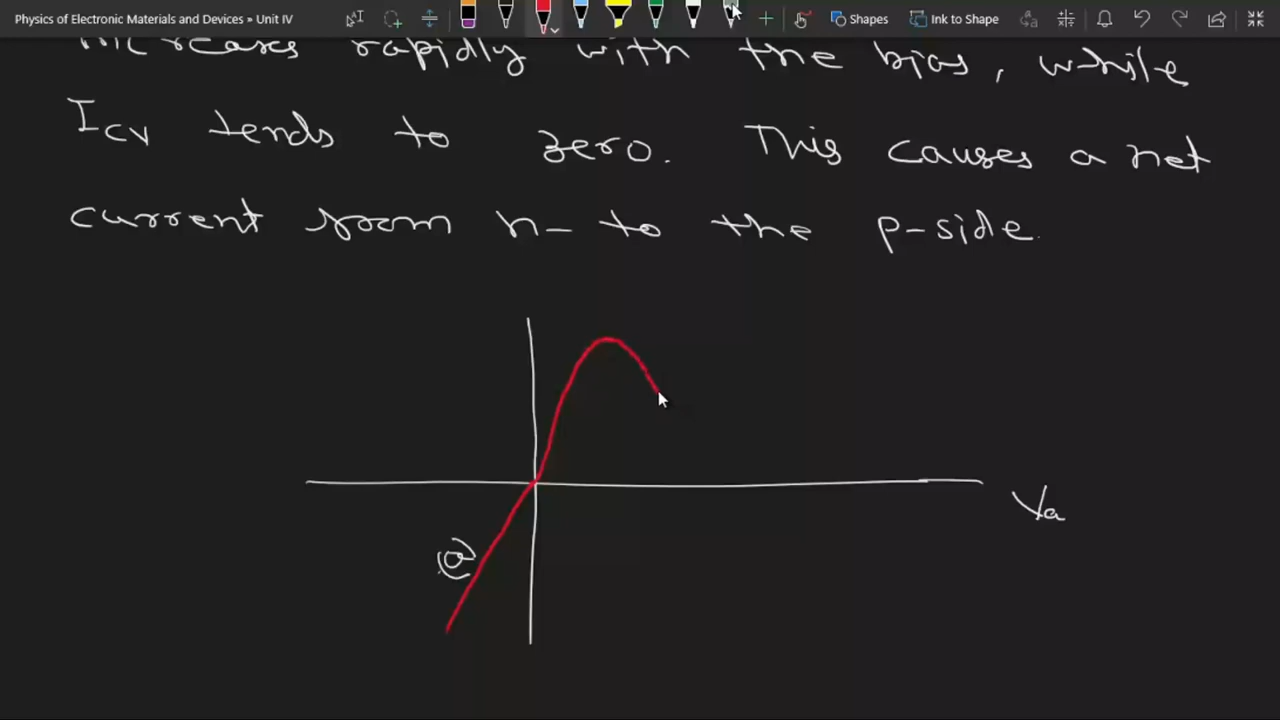 Physics of Electronic Materials and Devices » Unit IV
Shapes
Ink to Shape
increases rapidly with the bias, while
Icv tends to zero. This causes a net
current from n- to the p-side.
Va
(a)